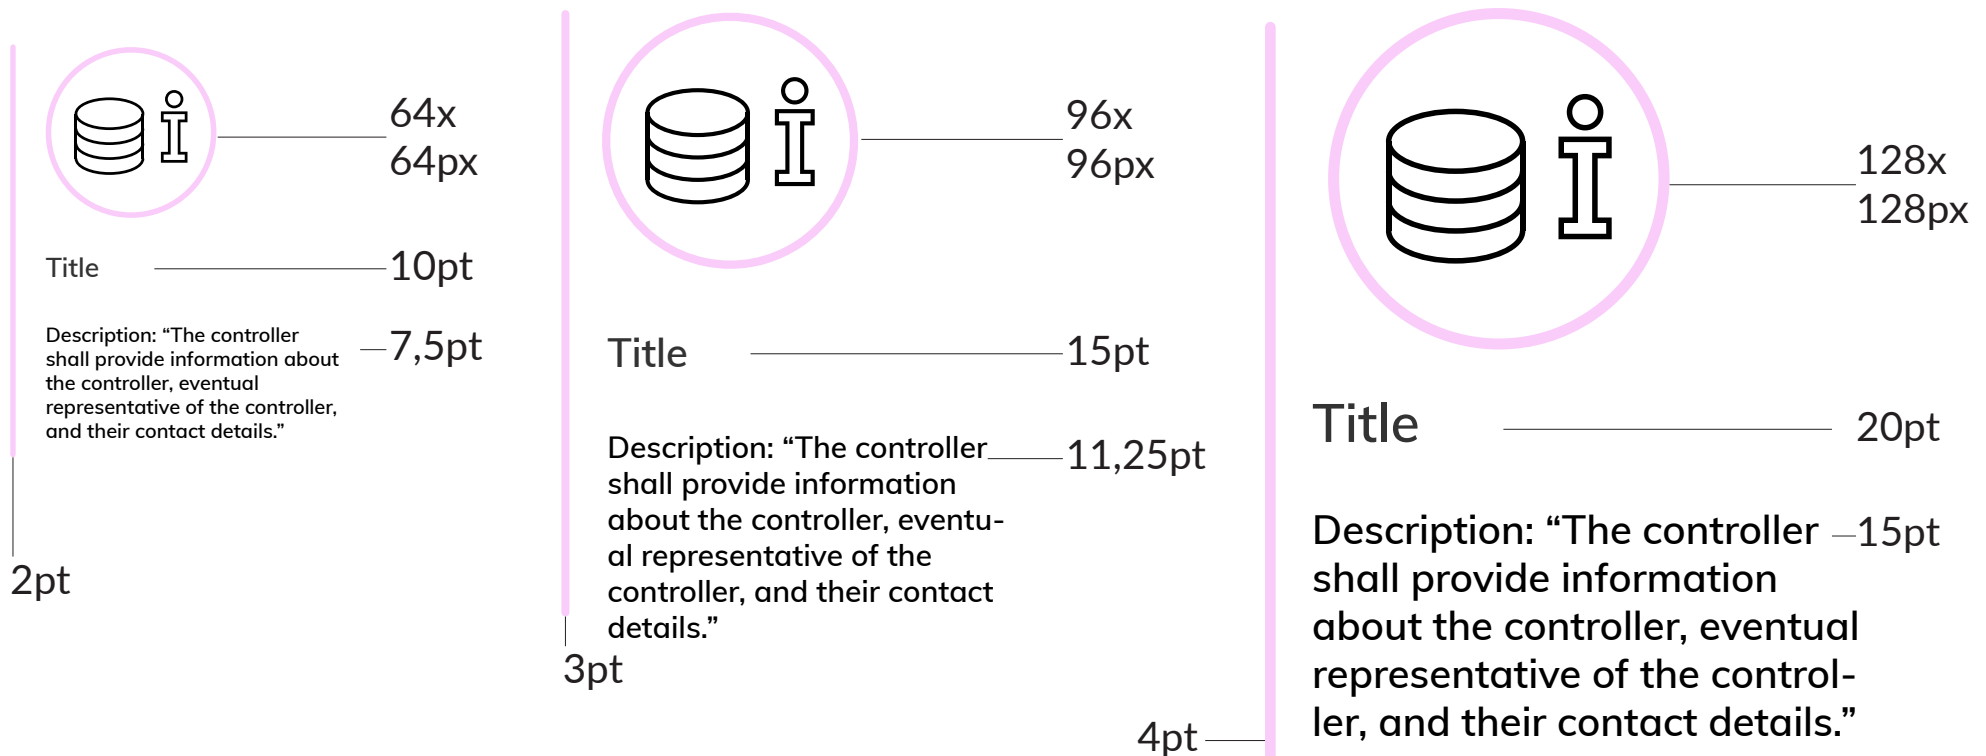 64x
64px
Title
10pt
Description: “The controller
shall provide information about
the controller, eventual
representative of the controller,
and their contact details.”
7,5pt
2pt
96x
96px
Title
15pt
Description: “The controller
shall provide information
about the controller, eventu-
al representative of the
controller, and their contact
details.”
11,25pt
3pt
128x
128px
Title
20pt
Description: “The controller
shall provide information
about the controller, eventual
representative of the control-
ler, and their contact details.”
15pt
4pt